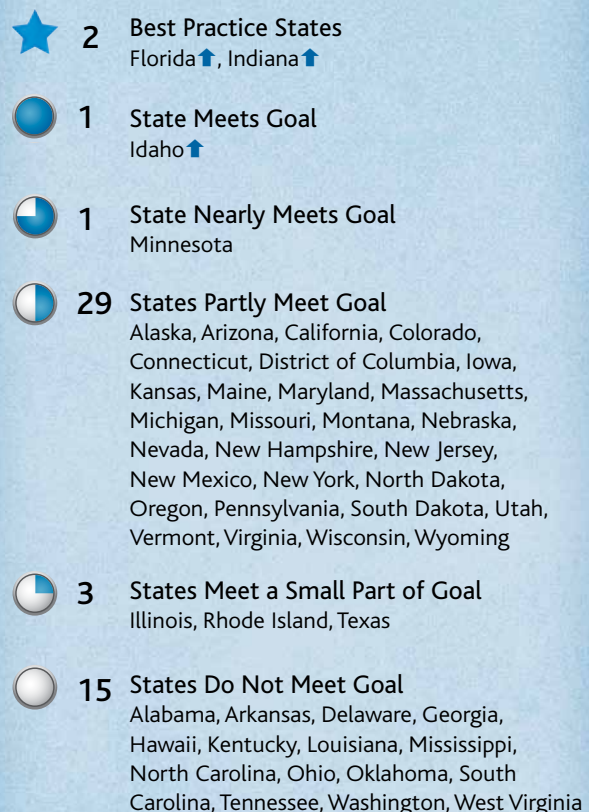 2 Best Practice States
Florida⬆, Indiana⬆
1 State Meets Goal
Idaho⬆
1 State Nearly Meets Goal
Minnesota
29 States Partly Meet Goal
Alaska, Arizona, California, Colorado,
Connecticut, District of Columbia, Iowa,
Kansas, Maine, Maryland, Massachusetts,
Michigan, Missouri, Montana, Nebraska,
Nevada, New Hampshire, New Jersey,
New Mexico, New York, North Dakota,
Oregon, Pennsylvania, South Dakota, Utah,
Vermont, Virginia, Wisconsin, Wyoming
3 States Meet a Small Part of Goal
Illinois, Rhode Island, Texas
15 States Do Not Meet Goal
Alabama, Arkansas, Delaware, Georgia,
Hawaii, Kentucky, Louisiana, Mississippi,
North Carolina, Ohio, Oklahoma, South
Carolina, Tennessee, Washington, West Virginia